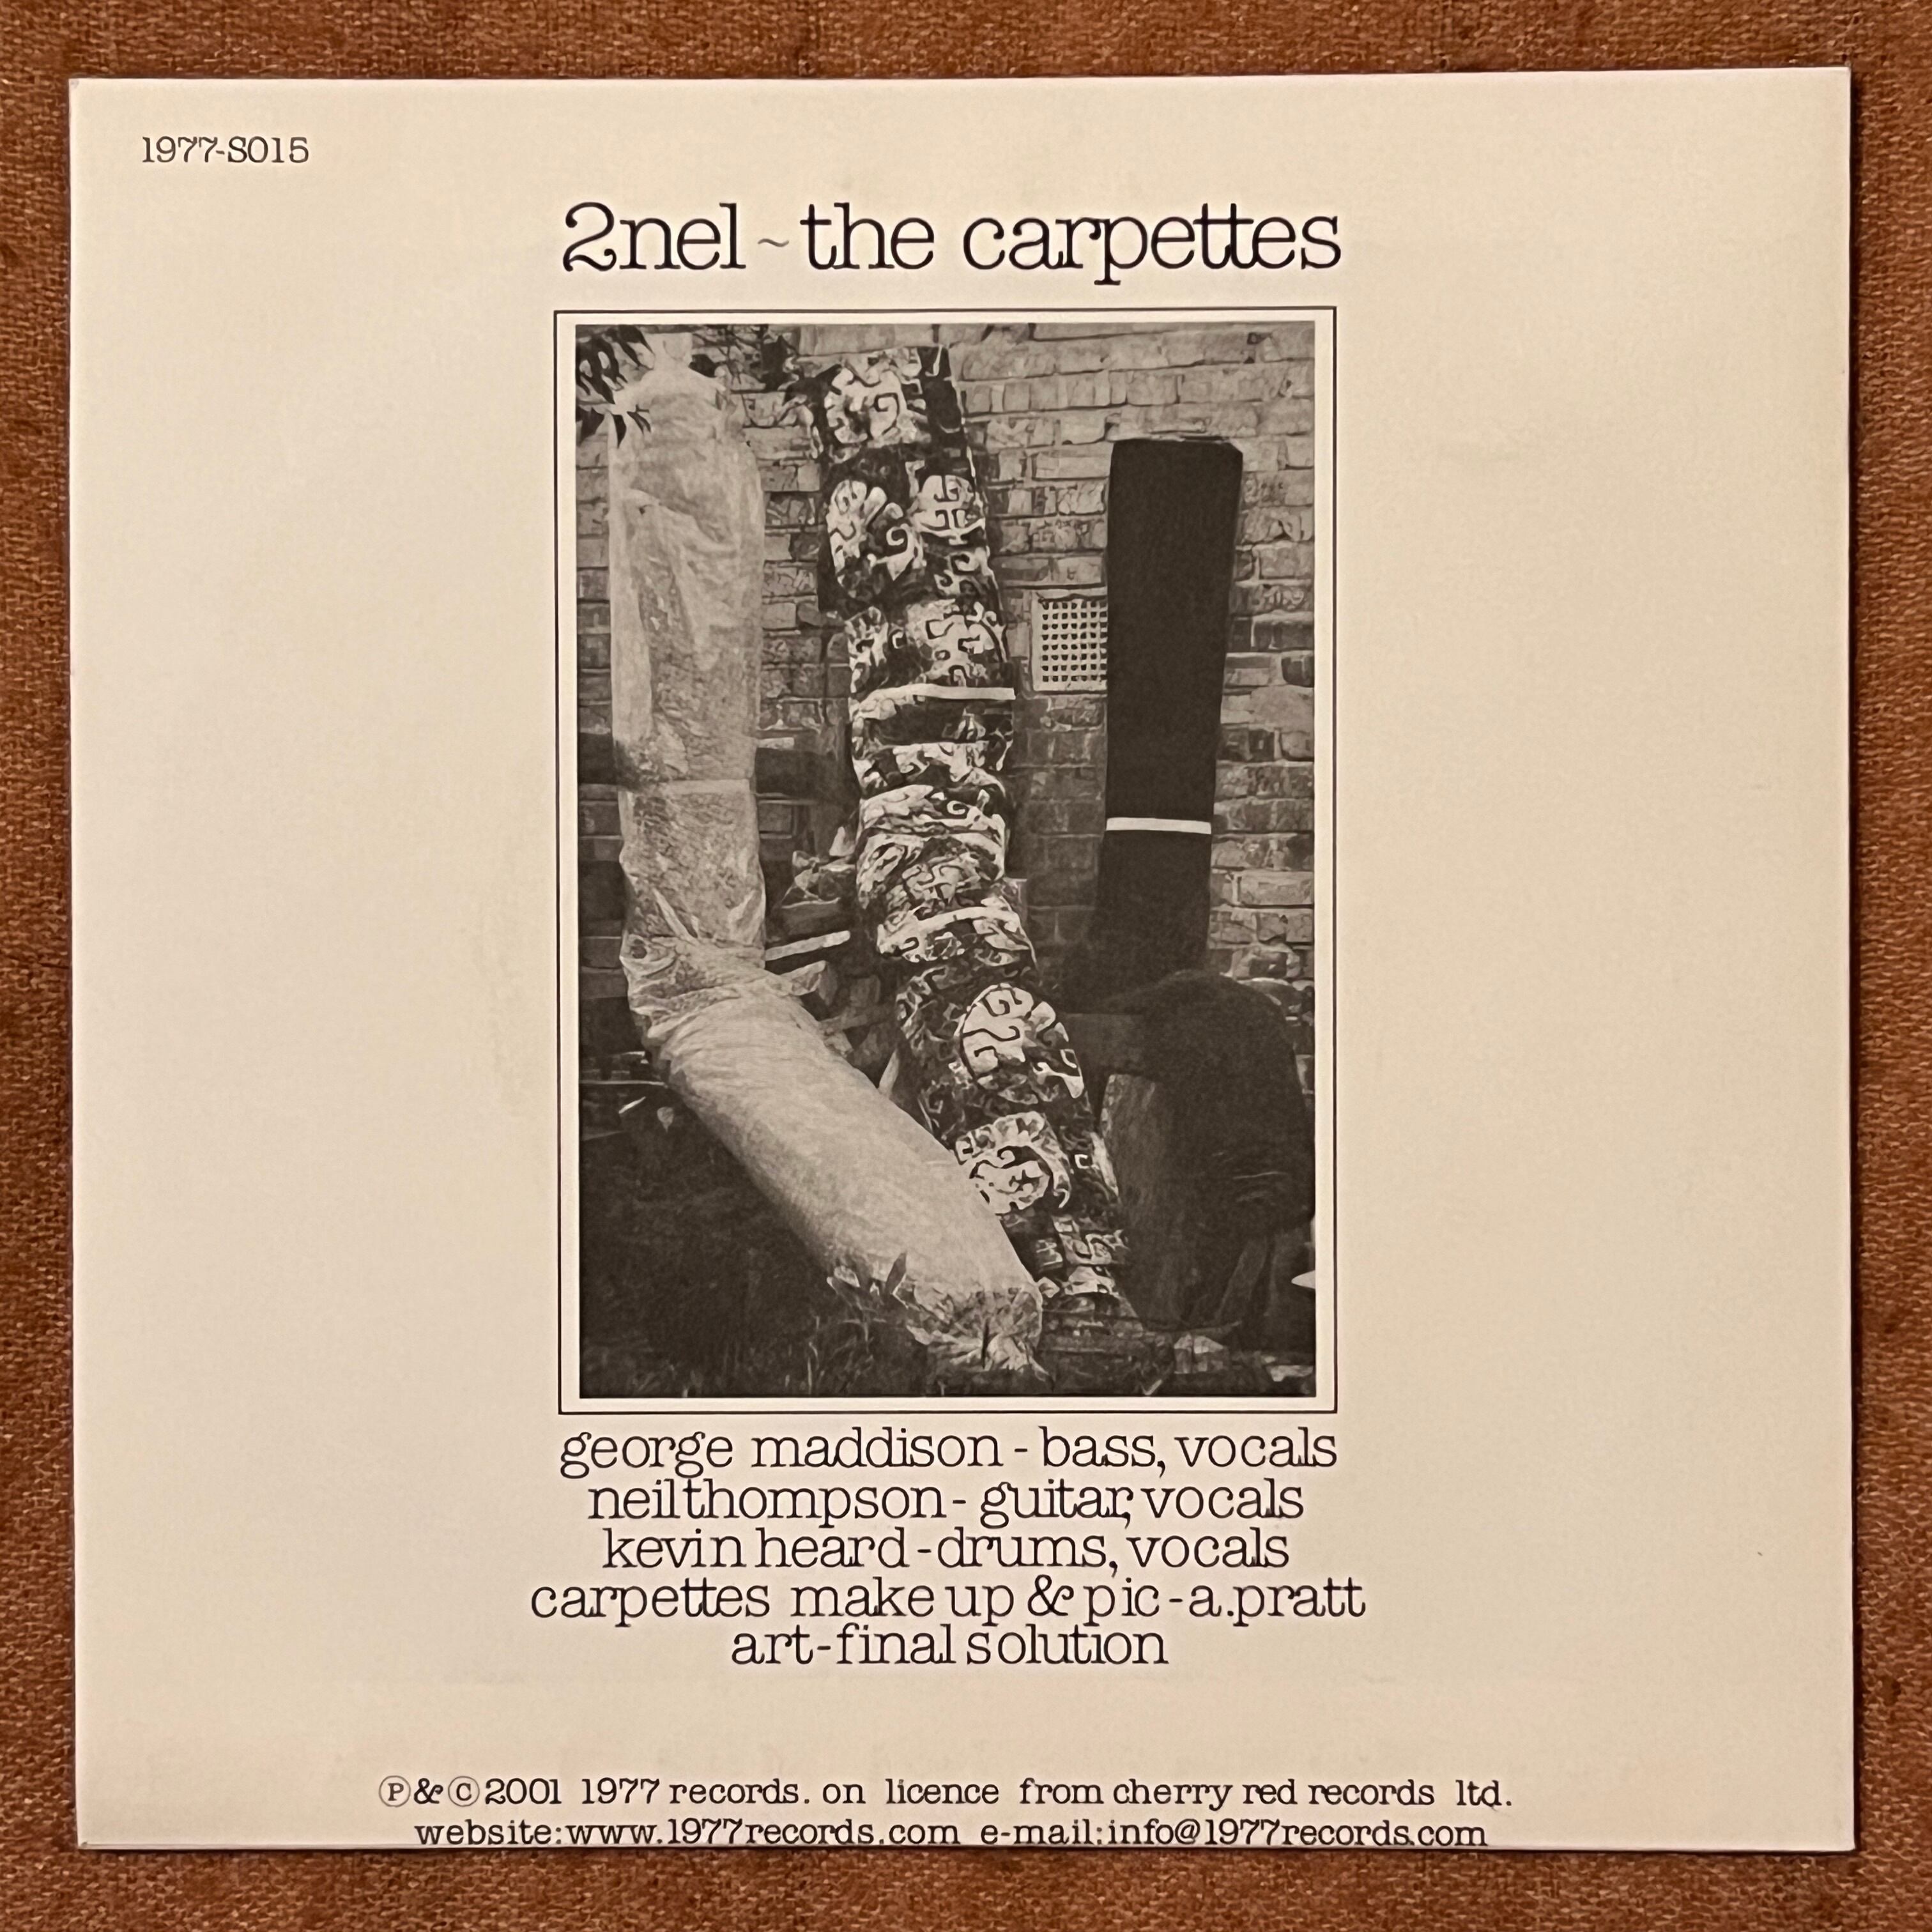 1977-S015
2nel ~ the carpettes
george maddison - bass, vocals
neil thompson - guitar, vocals
kevin heard - drums, vocals
carpettes make up & pic - a.pratt
art - final solution
Ⓟ & Ⓒ 2001 1977 records. on licence from cherry red records ltd.
website:www.1977records.com e-mail:info@1977records.com